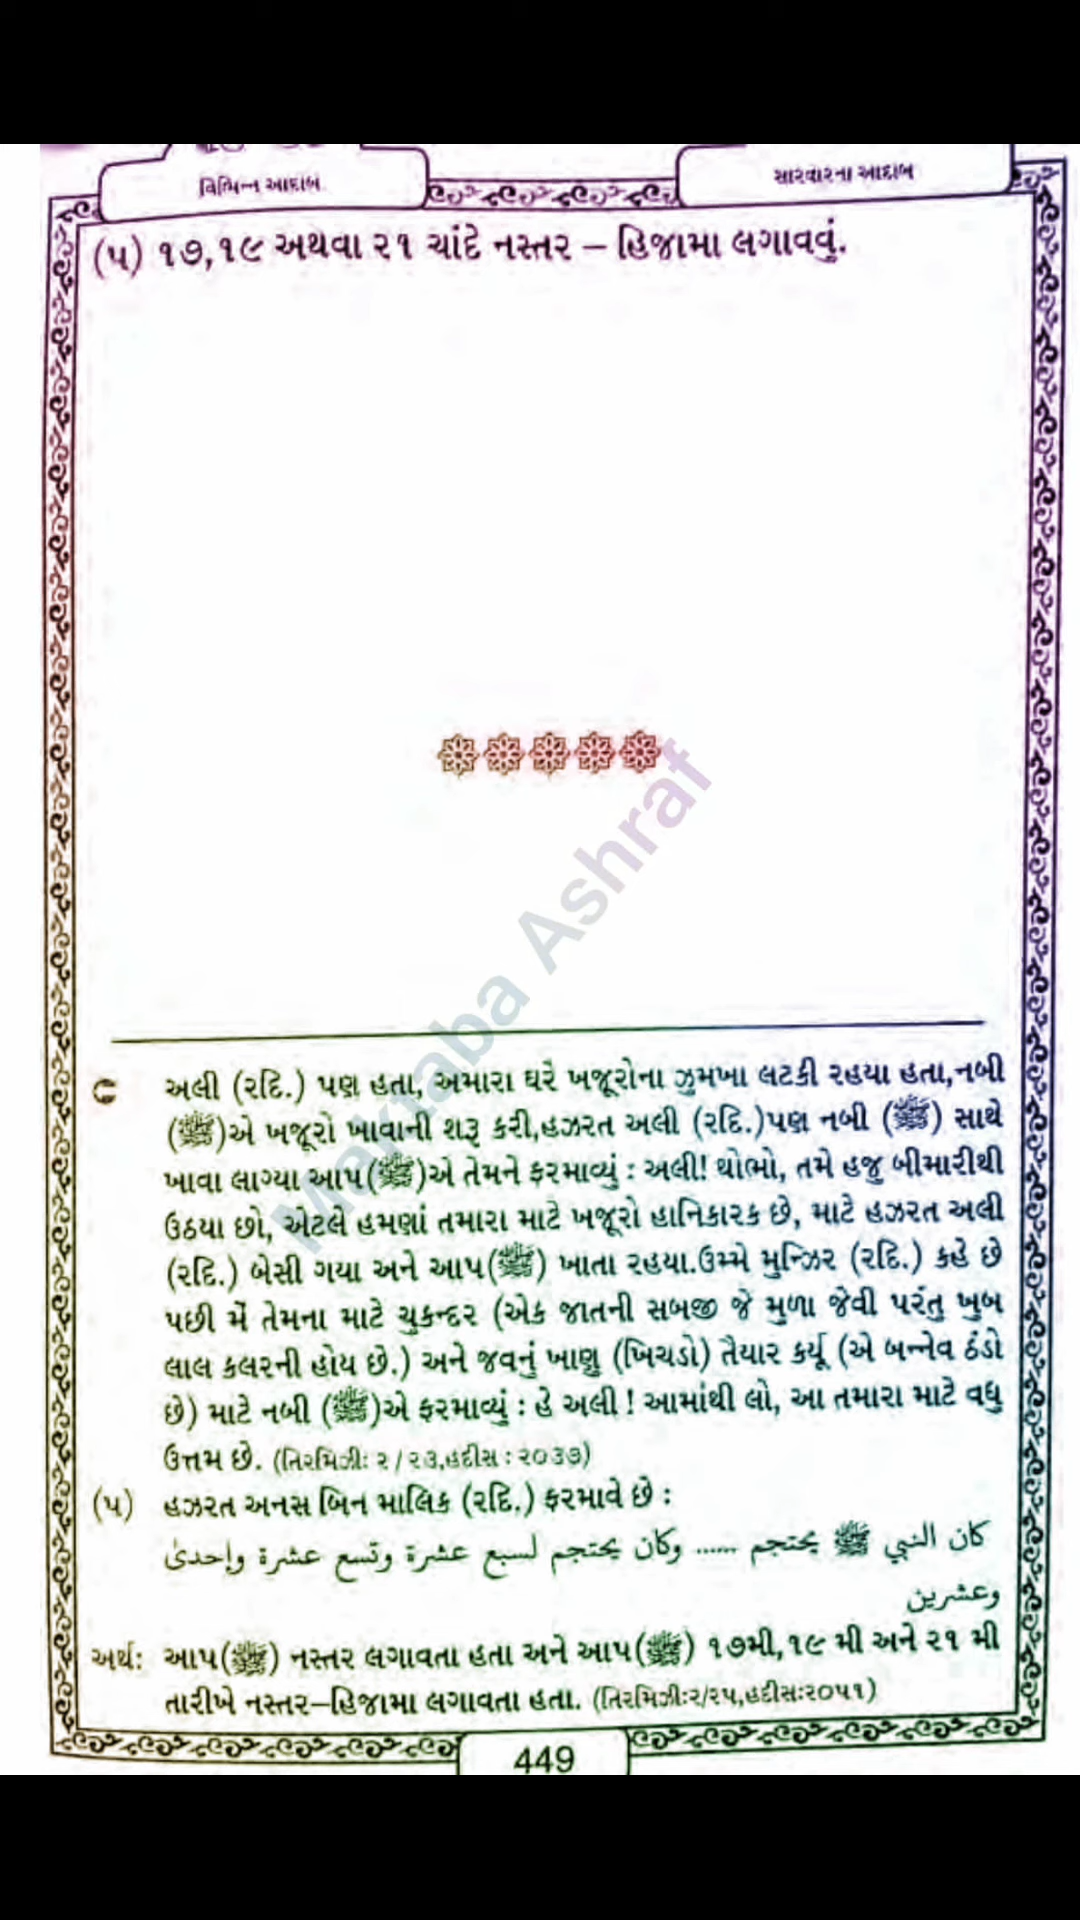 વિભિન્ન આદાબ
સારવારના આદાબ
(૫) ૧૭,૧૯ અથવા ૨૧ ચાંદે નસ્તર – હિજામા લગાવવું.
Maktaba Ashraf
અલી (રદિ.) પણ હતા, અમારા ઘરે ખજૂરોના ઝુમખા લટકી રહયા હતા,નબી
(ﷺ)એ ખજૂરો ખાવાની શરૂ કરી,હઝરત અલી (રદિ.)પણ નબી (ﷺ) સાથે
ખાવા લાગ્યા આપ(ﷺ)એ તેમને ફરમાવ્યું : અલી! થોભો, તમે હજુ બીમારીથી
ઉઠયા છો, એટલે હમણાં તમારા માટે ખજૂરો હાનિકારક છે, માટે હઝરત અલી
(રદિ.) બેસી ગયા અને આપ(ﷺ) ખાતા રહયા.ઉમ્મે મુન્ઝિર (રદિ.) કહે છે
પછી મેં તેમના માટે ચુકન્દર (એક જાતની સબજી જે મુળા જેવી પરંતુ ખુબ
લાલ કલરની હોય છે.) અને જવનું ખાણુ (ખિચડો) તૈયાર કર્યૂ (એ બન્નેવ ઠંડો
છે) માટે નબી (ﷺ)એ ફરમાવ્યું : હે અલી ! આમાંથી લો, આ તમારા માટે વધુ
ઉત્તમ છે. (તિરમિઝીઃ ૨ / ૨૩,હદીસ : ૨૦૩૭)
(૫) હઝરત અનસ બિન માલિક (રદિ.) ફરમાવે છે :
كان النبي ﷺ يحتجم ...... وكان يحتجم لسبع عشرة وتسع عشرة وإحدى
وعشرين
અર્થ: આપ(ﷺ) નસ્તર લગાવતા હતા અને આપ(ﷺ) ૧૭મી,૧૯ મી અને ૨૧ મી
તારીખે નસ્તર–હિજામા લગાવતા હતા. (તિરમિઝીઃ૨/૨૫,હદીસઃ૨૦૫૧)
449